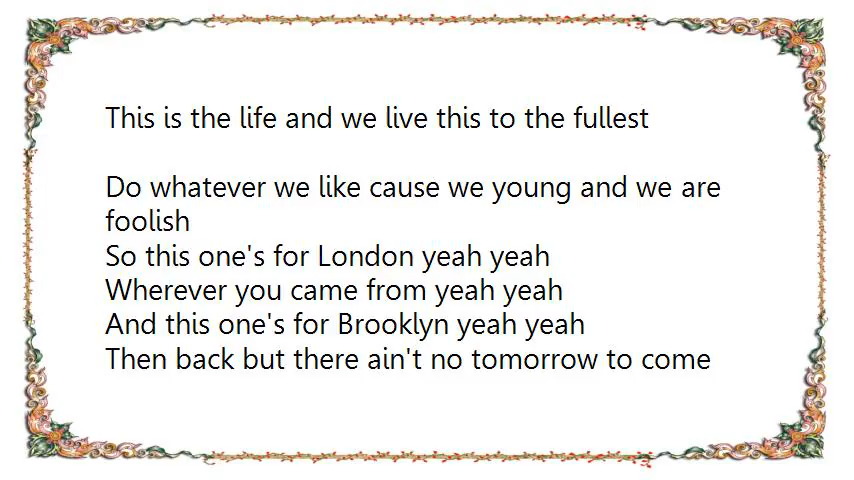 This is the life and we live this to the fullest
Do whatever we like cause we young and we are
foolish
So this one's for London yeah yeah
Wherever you came from yeah yeah
And this one's for Brooklyn yeah yeah
Then back but there ain't no tomorrow to come